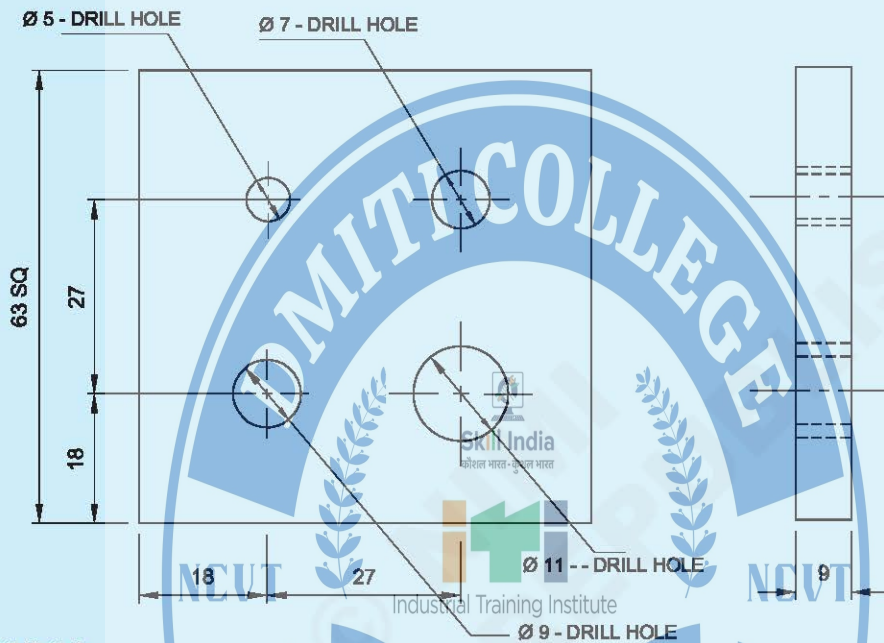 Ø 5 - DRILL HOLE
Ø 7 - DRILL HOLE
DMITI COLLEGE
63 SQ
27
18
Skill India
कौशल भारत - कुशल भारत
18
27
Ø 11 - - DRILL HOLE
9
NCVT
NCVT
Industrial Training Institute
Ø 9 - DRILL HOLE